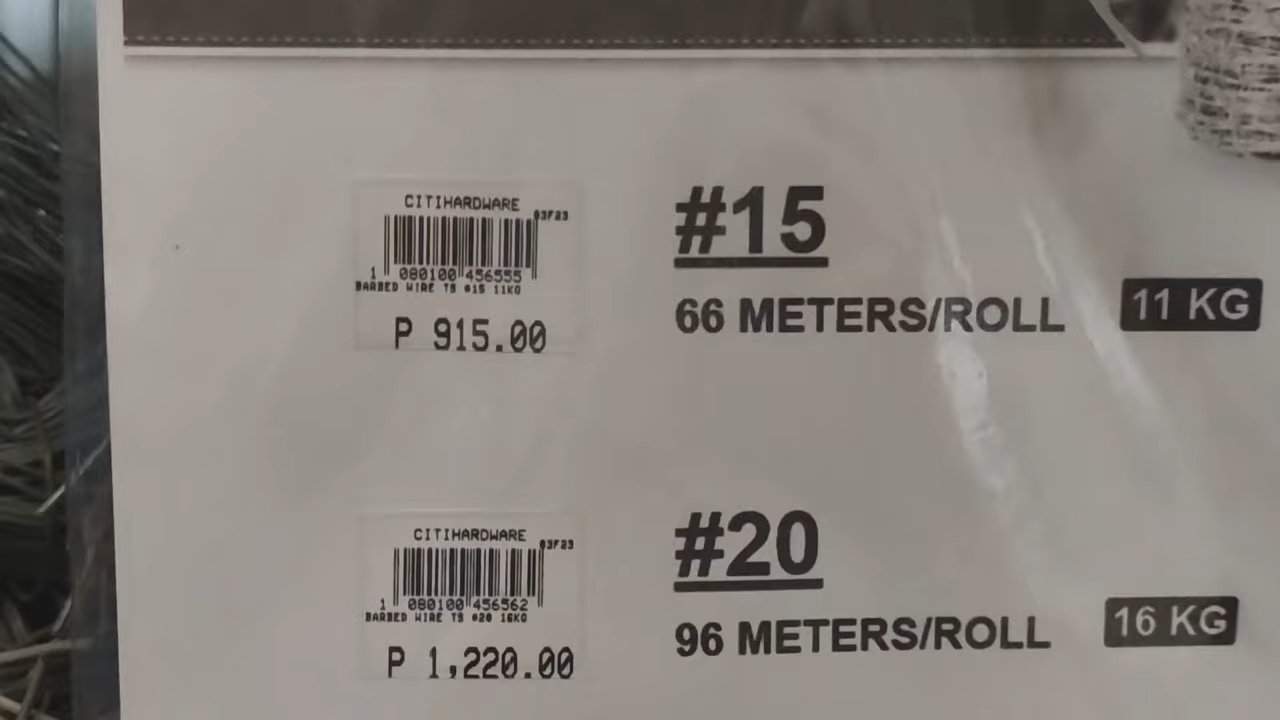 CITIHARDWARE
03F23
1 080100 456555
BARBED WIRE TS #15 11KG
P 915.00
#15
66 METERS/ROLL
11 KG
CITIHARDWARE
03F23
1 080100 456562
BARBED WIRE TS #20 16KG
P 1,220.00
#20
96 METERS/ROLL
16 KG